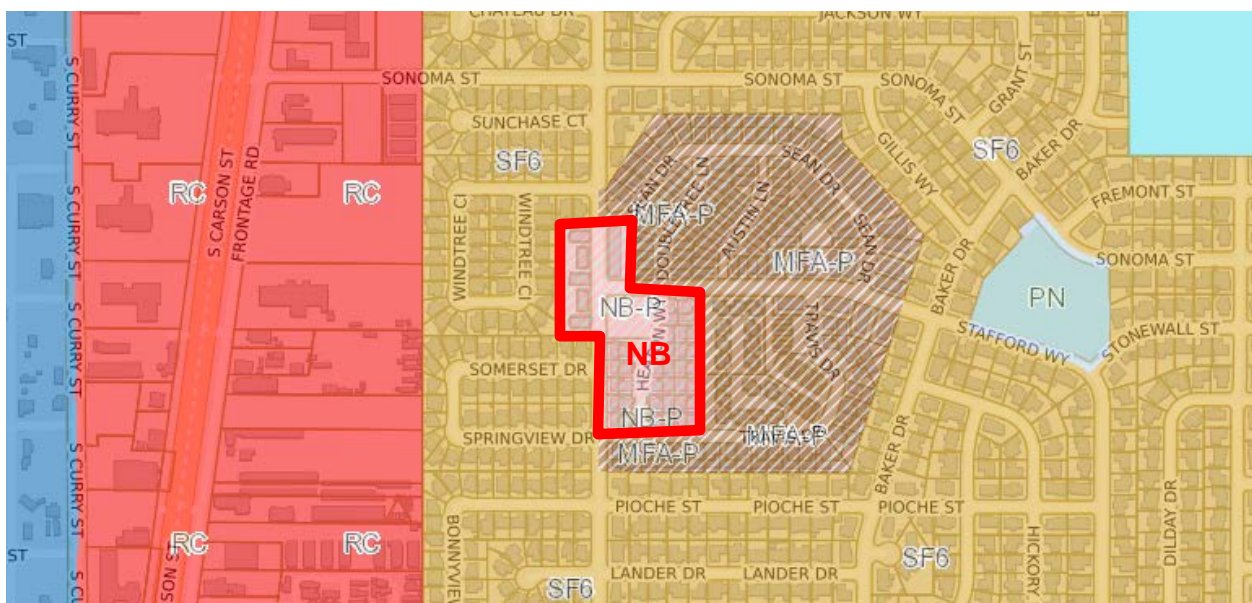 CHATEAU DR
JACKSON WY
ST
S CURRY ST
SONOMA ST
SONOMA ST
SONOMA ST
GRANT ST
SUNCHASE CT
SF6
SEAN DR
GILLIS WY
SF6
BAKER DR
S CURRY ST
RC
S CARSON ST
FRONTAGE RD
RC
WINDTREE CI
WINDTREE CI
MFA-P
AUSTIN LN
SEAN DR
FREMONT ST
MFA-P
BAKER DR
SONOMA ST
S CURRY ST
NB-P
TRAVIS DR
PN
STAFFORD WY
STONEWALL ST
NB
SOMERSET DR
SPRINGVIEW DR
NB-P
MFA-P
MFA-P
BAKER DR
S CURRY ST
PIOCHE ST
PIOCHE ST
PIOCHE ST
RC
RC
ST
BONNYVIEW
SF6
LANDER DR
LANDER DR
SF6
HICKORY
DILDAY DR